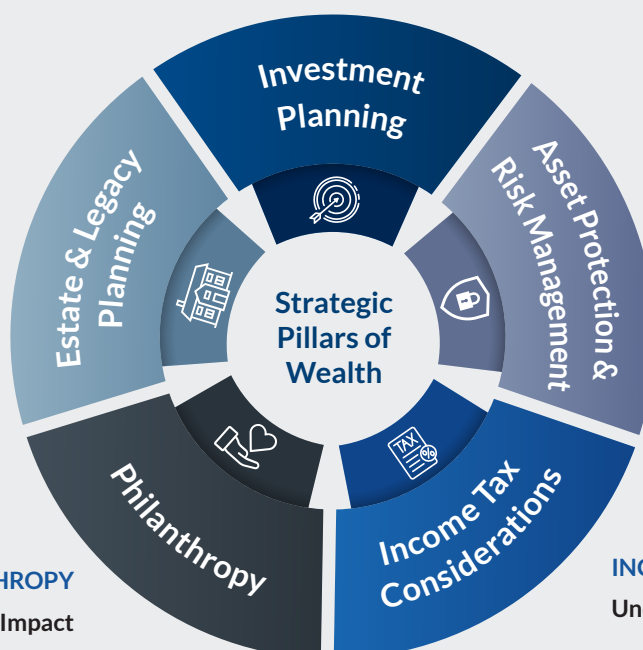 Investment
Planning
Asset Protection &
Risk Management
Estate & Legacy
Planning
Strategic
Pillars of
Wealth
TAX
%
Philanthropy
Income Tax
Considerations
HROPY
Impact
INC
Un